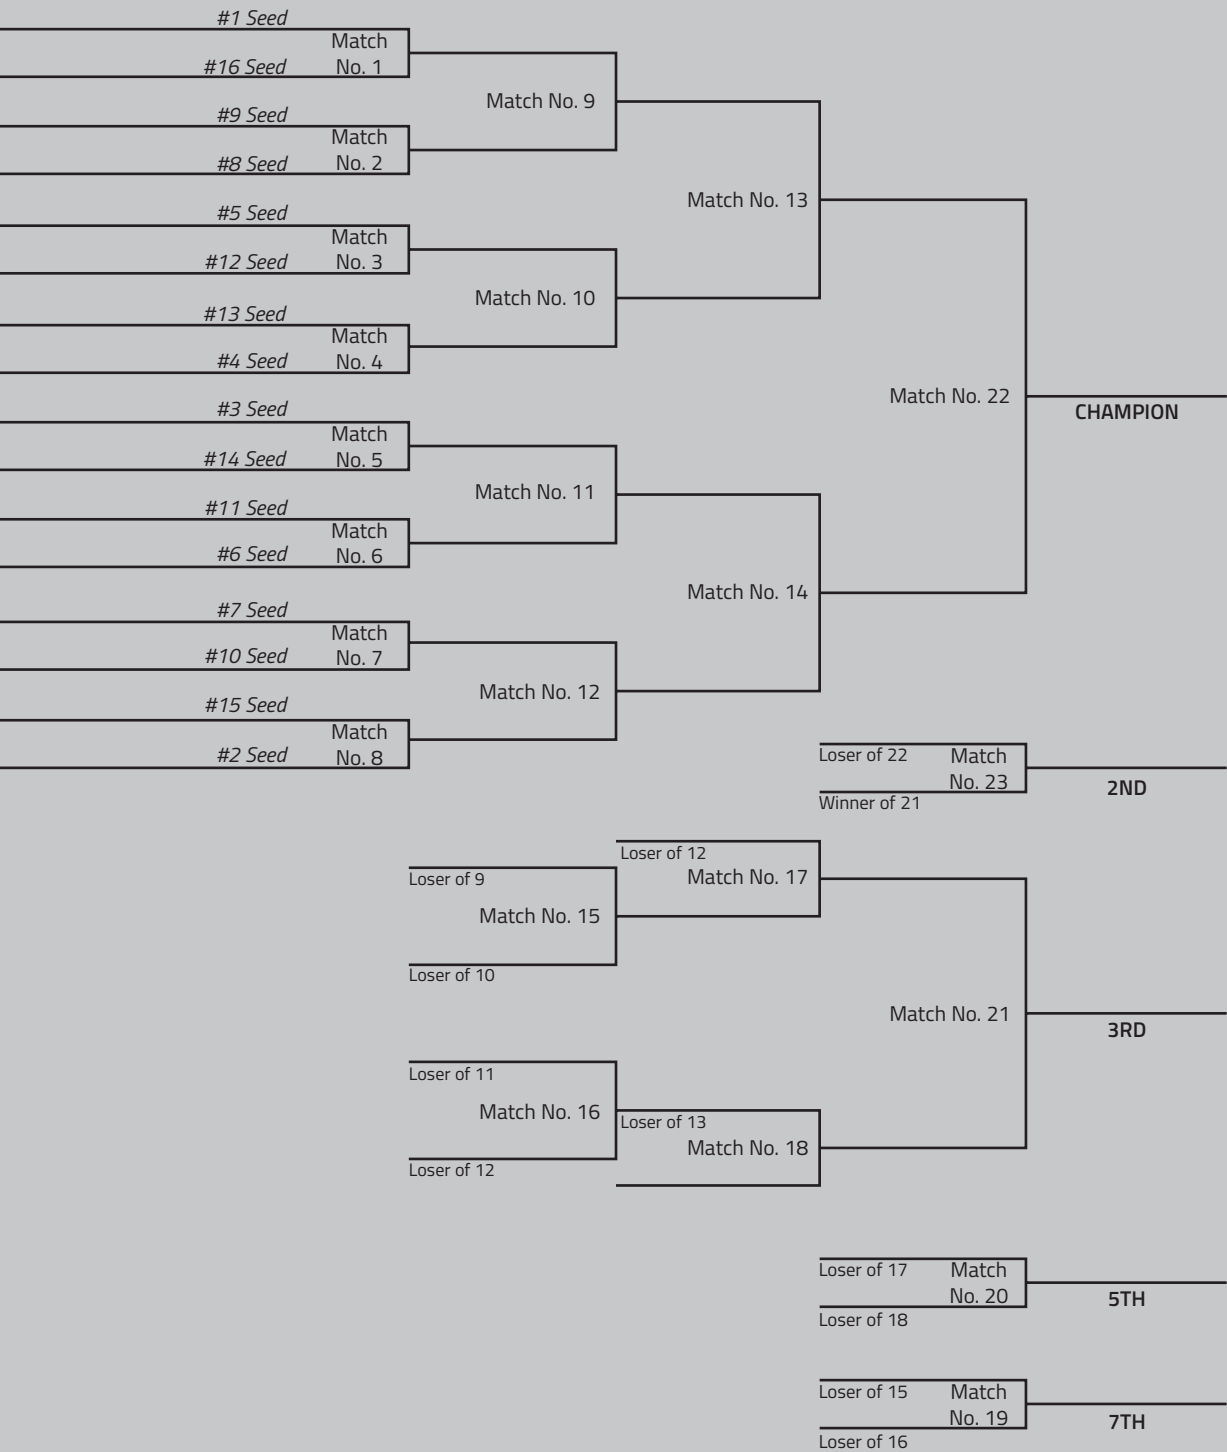 #1 Seed
Match
No. 1
#16 Seed
Match No. 9
#9 Seed
Match
No. 2
#8 Seed
Match No. 13
#5 Seed
Match
No. 3
#12 Seed
Match No. 10
#13 Seed
Match
No. 4
#4 Seed
Match No. 22
CHAMPION
#3 Seed
Match
No. 5
#14 Seed
Match No. 11
#11 Seed
Match
No. 6
#6 Seed
Match No. 14
#7 Seed
Match
No. 7
#10 Seed
Match No. 12
#15 Seed
Match
No. 8
#2 Seed
Loser of 22
Match
No. 23
Winner of 21
2ND
Loser of 12
Match No. 17
Loser of 9
Match No. 15
Loser of 10
Match No. 21
3RD
Loser of 11
Match No. 16
Loser of 12
Loser of 13
Match No. 18
Loser of 17
Match
No. 20
Loser of 18
5TH
Loser of 15
Match
No. 19
Loser of 16
7TH